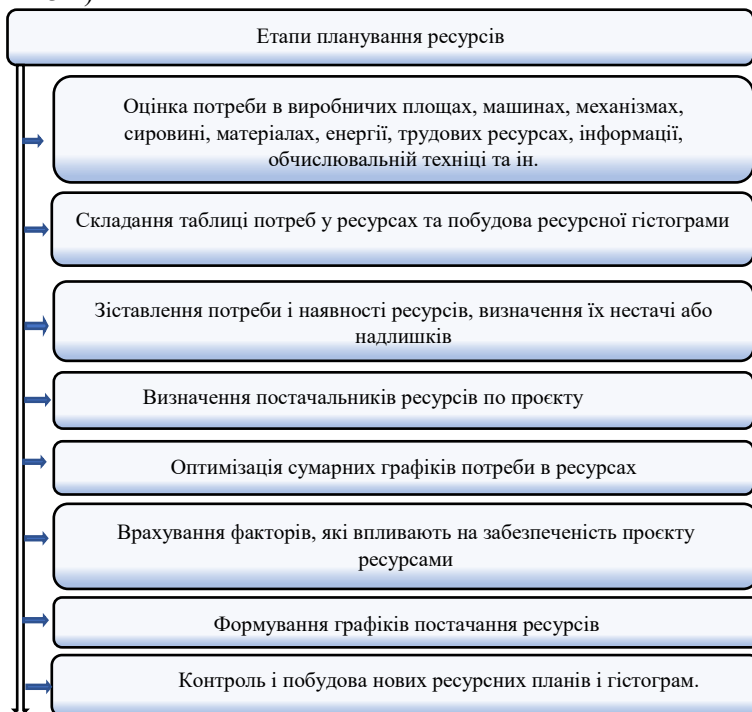 Етапи планування ресурсів
Оцінка потреби в виробничих площах, машинах, механізмах,
сировині, матеріалах, енергії, трудових ресурсах, інформації,
обчислювальній техніці та ін.
Складання таблиці потреб у ресурсах та побудова ресурсної гістограми
Зіставлення потреби і наявності ресурсів, визначення їх нестачі або
надлишків
Визначення постачальників ресурсів по проєкту
Оптимізація сумарних графіків потреби в ресурсах
Врахування факторів, які впливають на забезпеченість проєкту
ресурсами
Формування графіків постачання ресурсів
Контроль і побудова нових ресурсних планів і гістограм.